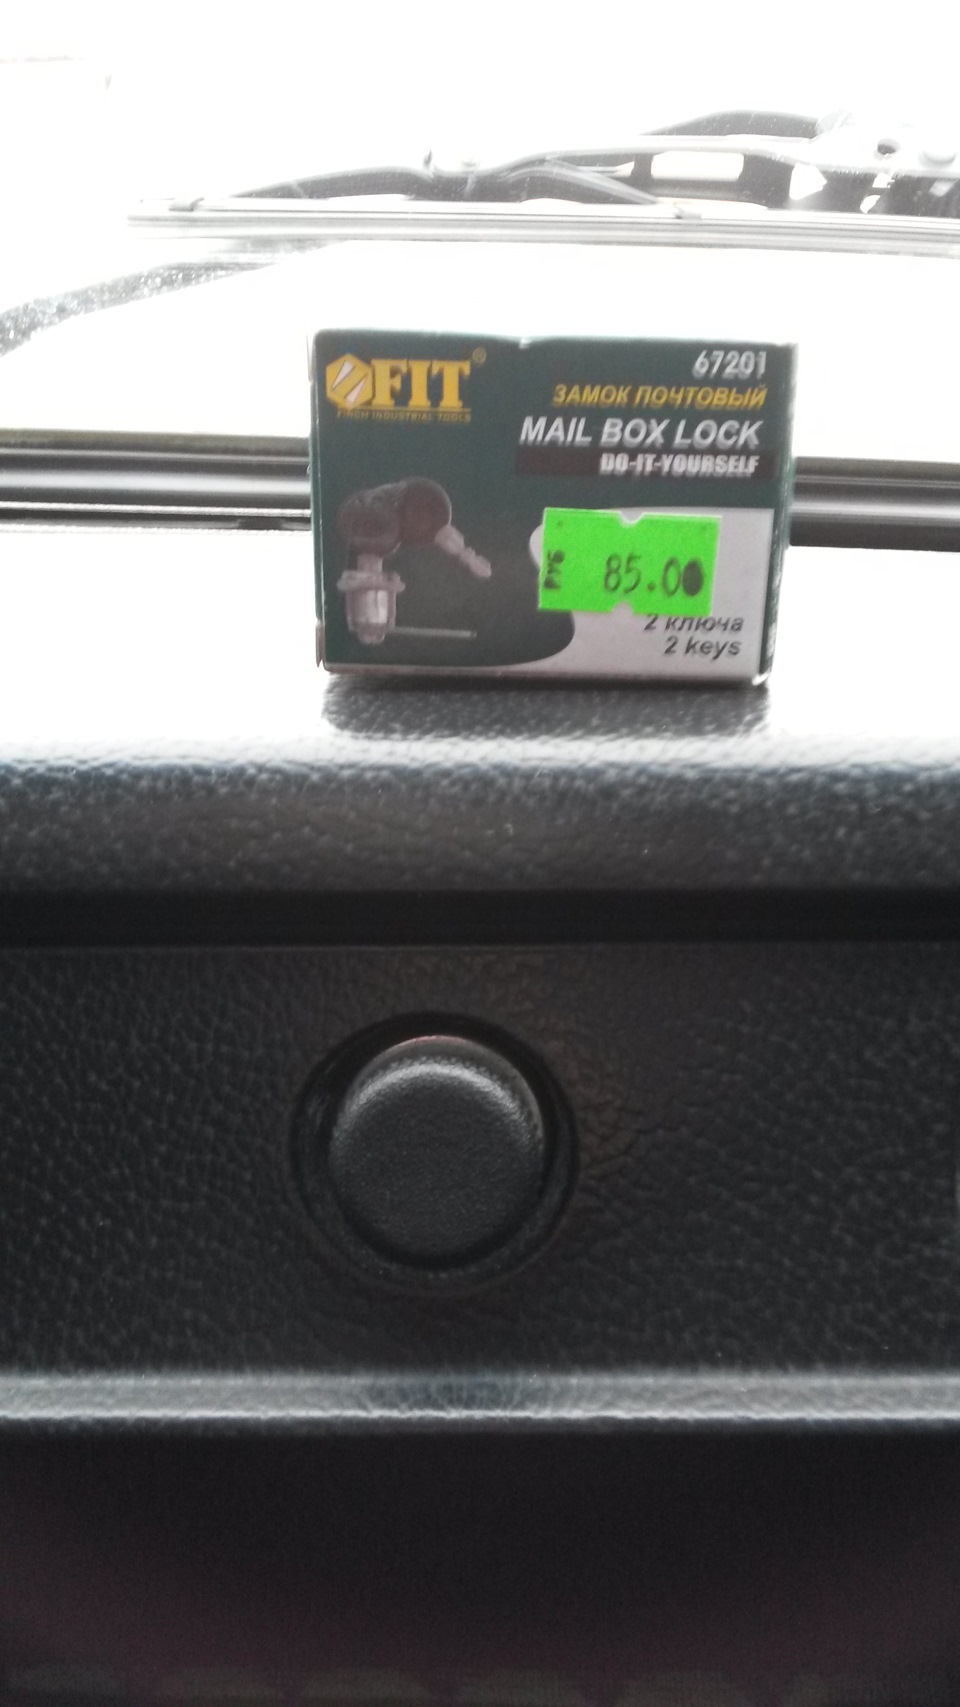 FIT®
FINCH INDUSTRIAL TOOLS
67201
ЗАМОК ПОЧТОВЫЙ
MAIL BOX LOCK
DO-IT-YOURSELF
РУБ 85.00
2 ключа
2 keys